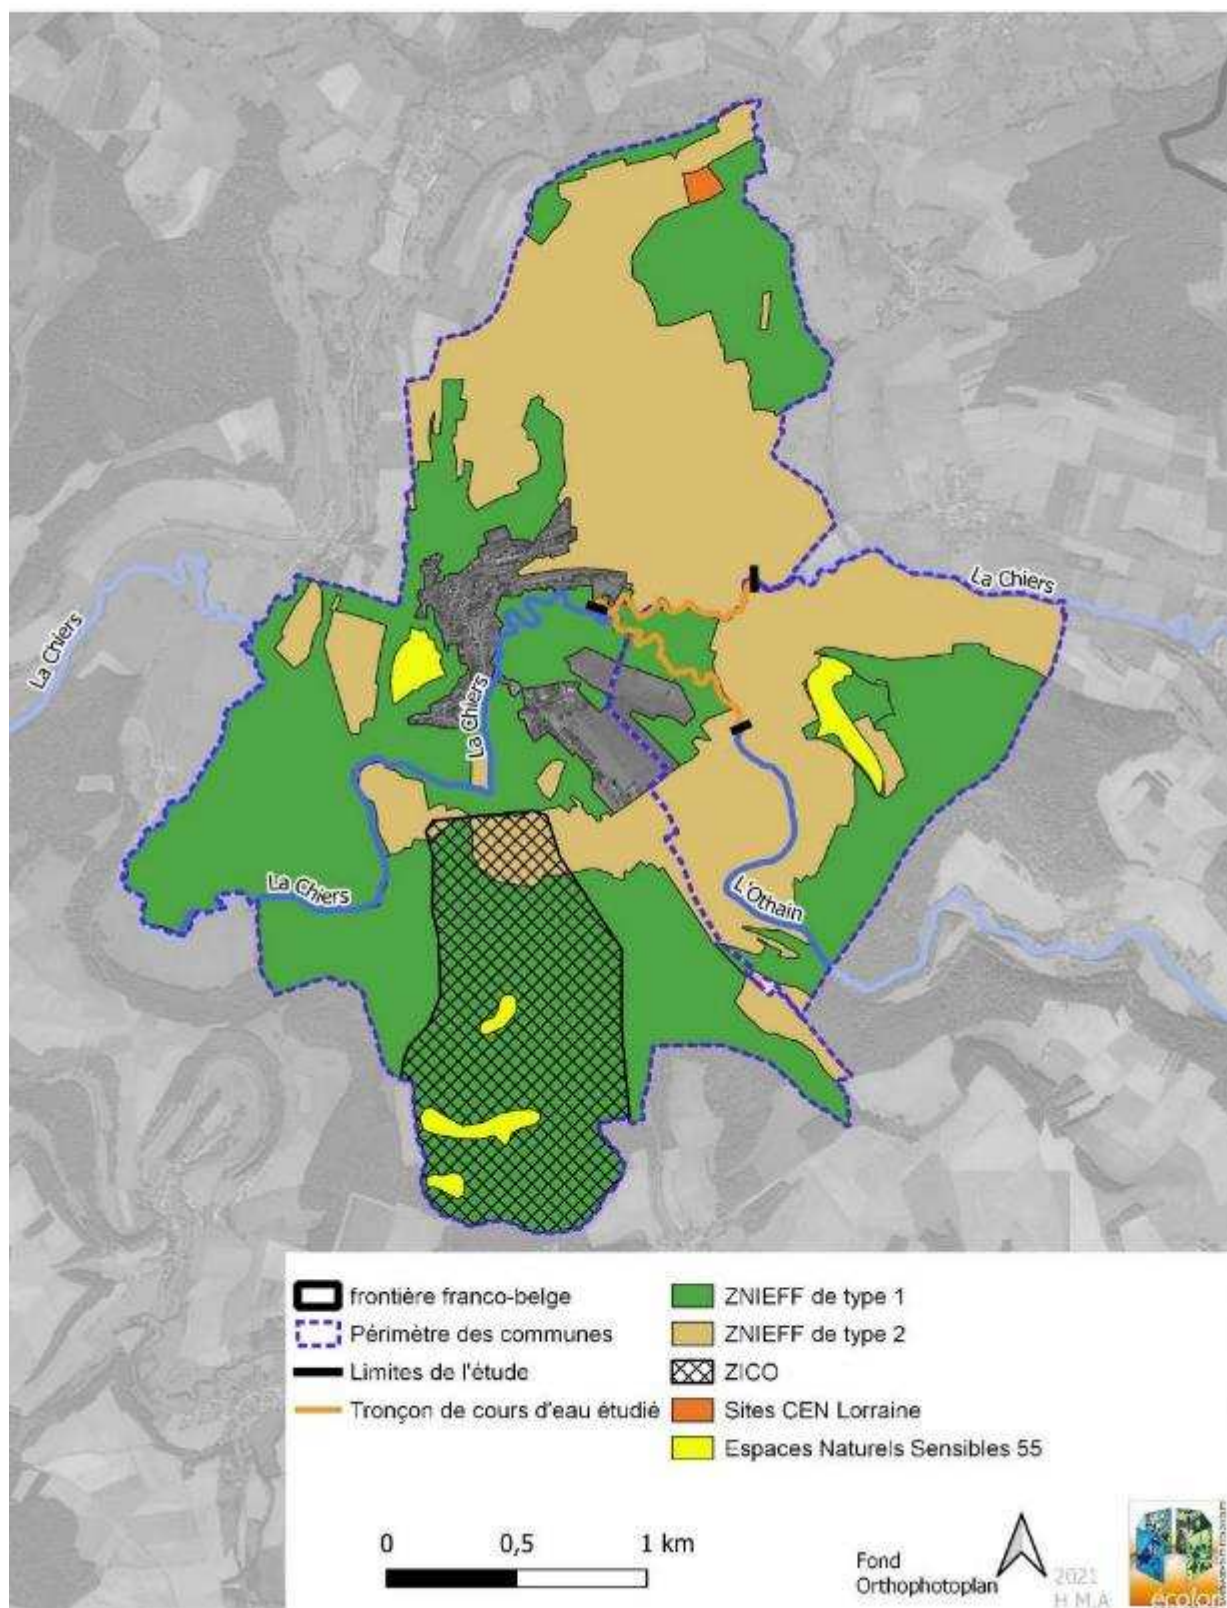 La Chiers
La Chiers
La Chiers
La Chiers
L'Othain
frontière franco-belge
Périmètre des communes
Limites de l'étude
Tronçon de cours d'eau étudié
ZNIEFF de type 1
ZNIEFF de type 2
ZICO
Sites CEN Lorraine
Espaces Naturels Sensibles 55
0 0,5 1 km
Fond
Orthophotoplan
2021
H.M.A
ecolor